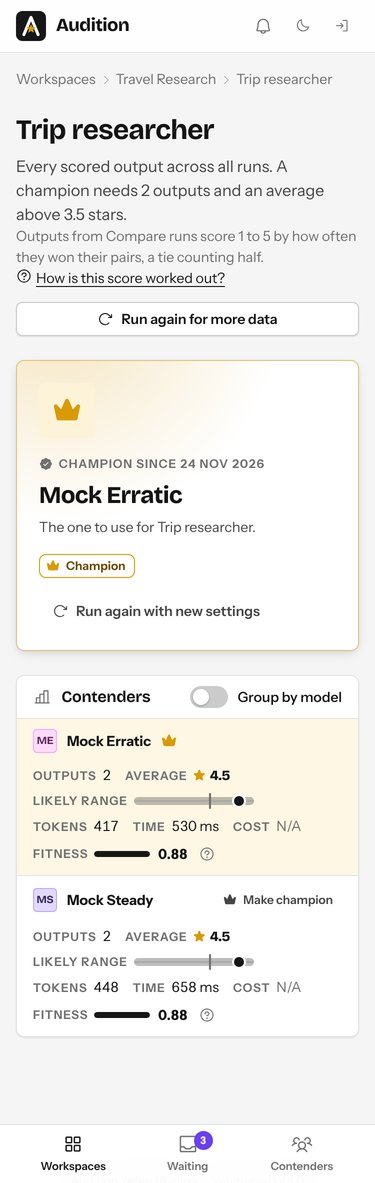 Audition
Workspaces > Travel Research > Trip researcher
Trip researcher
Every scored output across all runs. A
champion needs 2 outputs and an average
above 3.5 stars.
Outputs from Compare runs score 1 to 5 by how often
they won their pairs, a tie counting half.
How is this score worked out?
Run again for more data
CHAMPION SINCE 24 NOV 2026
Mock Erratic
The one to use for Trip researcher.
Champion
Run again with new settings
Contenders Group by model
ME Mock Erratic
OUTPUTS 2 AVERAGE 4.5
LIKELY RANGE
TOKENS 417 TIME 530 ms COST N/A
FITNESS 0.88
MS Mock Steady Make champion
OUTPUTS 2 AVERAGE 4.5
LIKELY RANGE
TOKENS 448 TIME 658 ms COST N/A
FITNESS 0.88
3
Workspaces Waiting Contenders